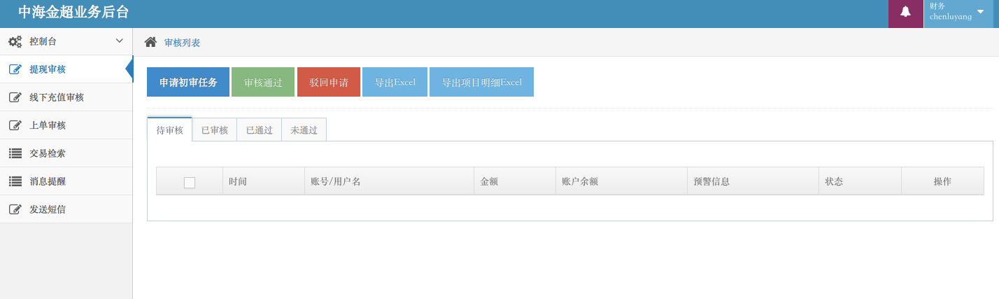 中海金超业务后台
财务
chenluyang
控制台
提现审核
线下充值审核
上单审核
交易检索
消息提醒
发送短信
审核列表
申请初审任务 审核通过 驳回申请 导出Excel 导出项目明细Excel
待审核 已审核 已通过 未通过
时间 账号/用户名 金额 账户余额 预警信息 状态 操作